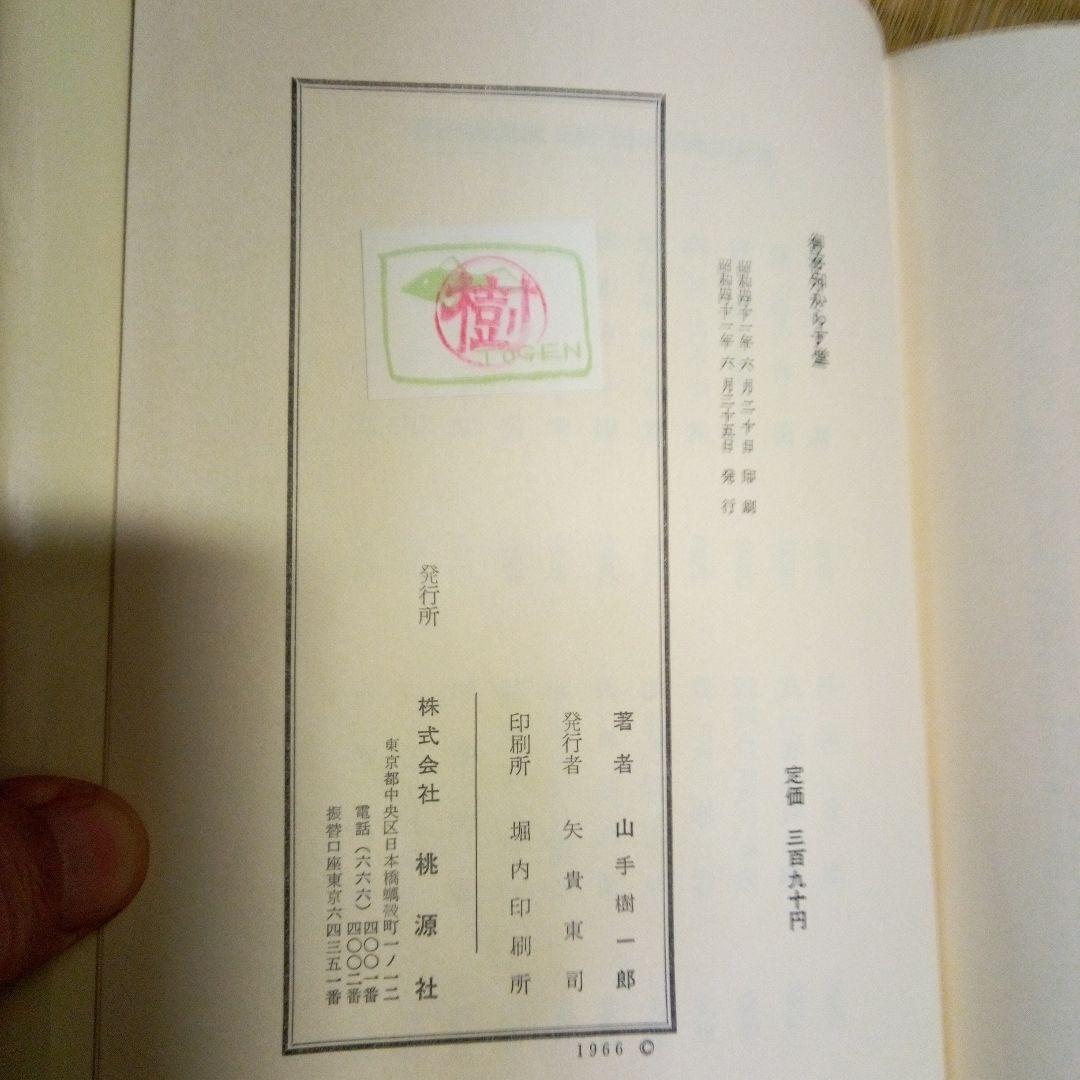 からす堂
昭和四十一年六月二十日 印刷
昭和四十一年六月二十五日 発行
定価 三百九十円
著者 山手樹一郎
発行者 矢貴東司
印刷所 堀内印刷所
発行所 株式会社 桃源社
東京都中央区日本橋蠣殻町一ノ一二
電話(六六六)四〇〇一番
四〇〇二番
振替口座東京六四三五一番
樹
TOGEN
1966 ©